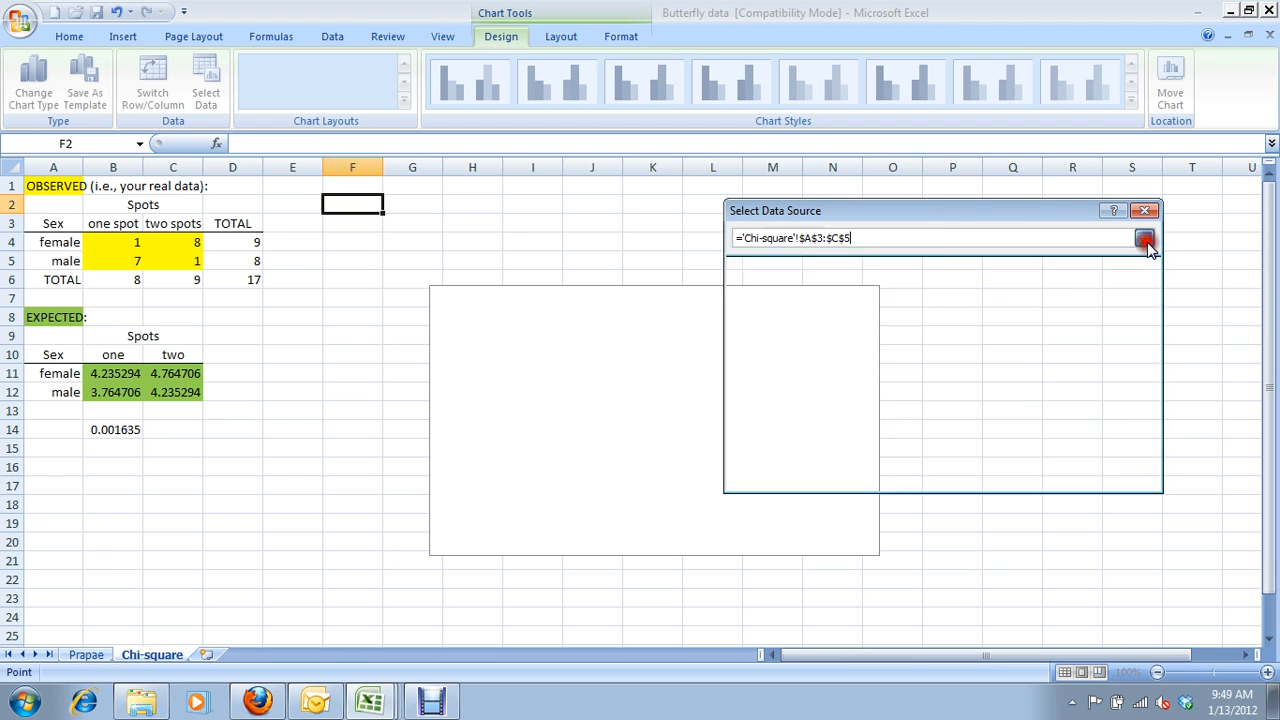 Chart Tools
Butterfly data [Compatibility Mode] - Microsoft Excel
Home Insert Page Layout Formulas Data Review View Design Layout Format
Change Chart Type
Save As Template
Switch Row/Column
Select Data
Move Chart
Type Data Chart Layouts Chart Styles Location
F2
fx
A B C D E F G H I J K L M N O P Q R S T U
1 OBSERVED (i.e., your real data):
2 Spots
3 Sex one spot two spots TOTAL
4 female 1 8 9
5 male 7 1 8
6 TOTAL 8 9 17
7
8 EXPECTED:
9 Spots
10 Sex one two
11 female 4.235294 4.764706
12 male 3.764706 4.235294
13
14 0.001635
15
16
17
18
19
20
21
22
23
24
25
Select Data Source
?
='Chi-square'!$A$3:$C$5
Prapae Chi-square
Point
100%
9:49 AM
1/13/2012